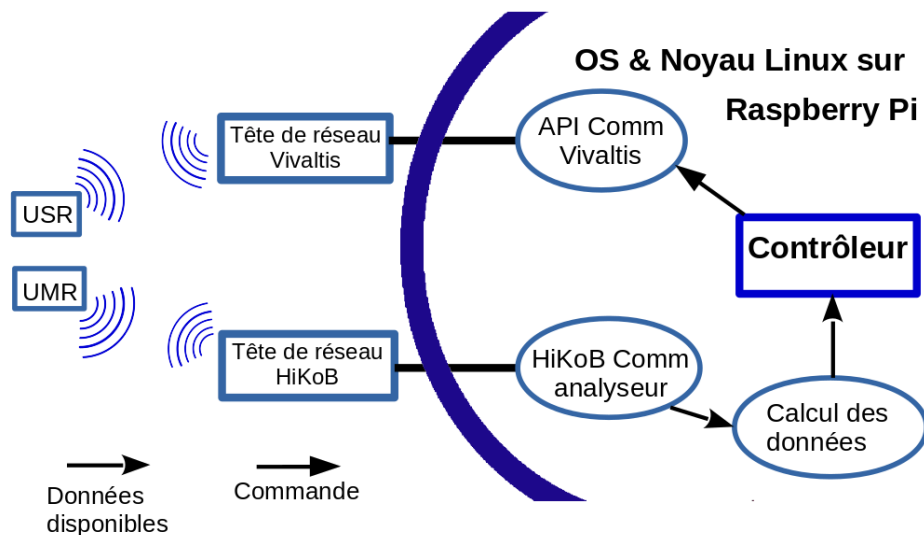 OS & Noyau Linux sur
Raspberry Pi
Tête de réseau
Vivaltis
API Comm
Vivaltis
USR
UMR
Contrôleur
Tête de réseau
HiKoB
HiKoB Comm
analyseur
Calcul des
données
Données
disponibles
Commande